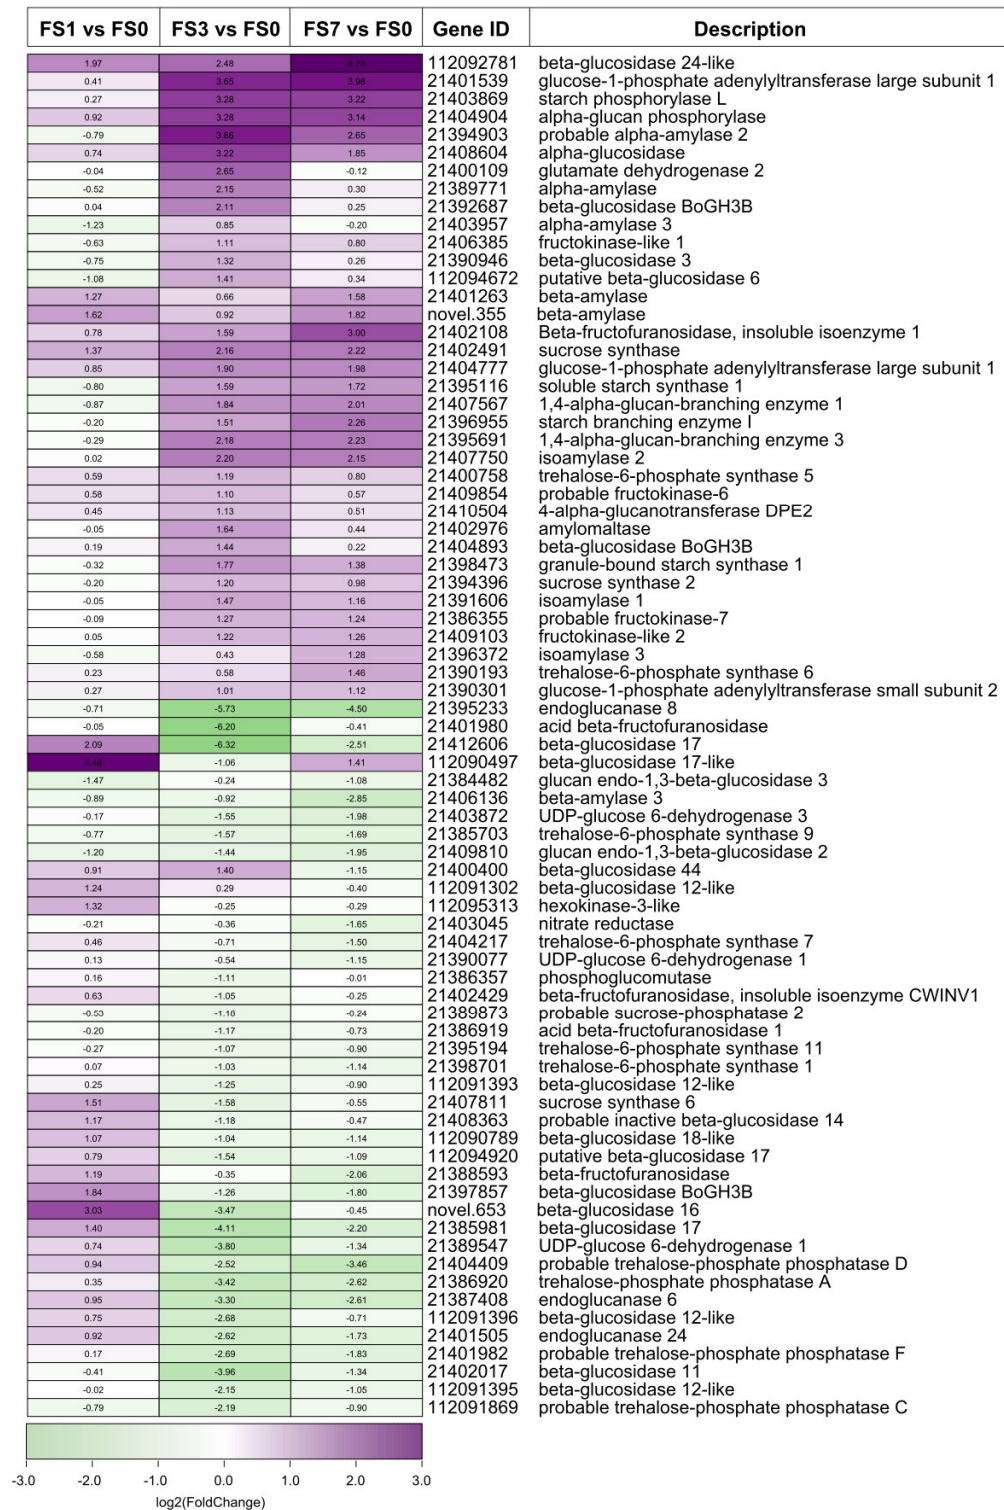 FS1 vs FS0 FS3 vs FS0 FS7 vs FS0 Gene ID Description
1.97 2.48 4.78 112092781 beta-glucosidase 24-like
0.41 3.65 3.98 21401539 glucose-1-phosphate adenylyltransferase large subunit 1
0.27 3.28 3.22 21403869 starch phosphorylase L
0.92 3.28 3.14 21404904 alpha-glucan phosphorylase
-0.79 3.86 2.65 21394903 probable alpha-amylase 2
0.74 3.22 1.85 21408604 alpha-glucosidase
-0.04 2.65 -0.12 21400109 glutamate dehydrogenase 2
-0.52 2.15 0.30 21389771 alpha-amylase
0.04 2.11 0.25 21392687 beta-glucosidase BoGH3B
-1.23 0.85 -0.20 21403957 alpha-amylase 3
-0.63 1.11 0.80 21406385 fructokinase-like 1
-0.75 1.32 0.26 21390946 beta-glucosidase 3
-1.08 1.41 0.34 112094672 putative beta-glucosidase 6
1.27 0.66 1.58 21401263 beta-amylase
1.62 0.92 1.82 novel.355 beta-amylase
0.78 1.59 3.00 21402108 Beta-fructofuranosidase, insoluble isoenzyme 1
1.37 2.16 2.22 21402491 sucrose synthase
0.85 1.90 1.98 21404777 glucose-1-phosphate adenylyltransferase large subunit 1
-0.80 1.59 1.72 21395116 soluble starch synthase 1
-0.87 1.84 2.01 21407567 1,4-alpha-glucan-branching enzyme 1
-0.20 1.51 2.26 21396955 starch branching enzyme I
-0.29 2.18 2.23 21395691 1,4-alpha-glucan-branching enzyme 3
0.02 2.20 2.15 21407750 isoamylase 2
0.59 1.19 0.80 21400758 trehalose-6-phosphate synthase 5
0.58 1.10 0.57 21409854 probable fructokinase-6
0.45 1.13 0.51 21410504 4-alpha-glucanotransferase DPE2
-0.05 1.64 0.44 21402976 amylomaltase
0.19 1.44 0.22 21404893 beta-glucosidase BoGH3B
-0.32 1.77 1.38 21398473 granule-bound starch synthase 1
-0.20 1.20 0.98 21394396 sucrose synthase 2
-0.05 1.47 1.16 21391606 isoamylase 1
-0.09 1.27 1.24 21386355 probable fructokinase-7
0.05 1.22 1.26 21409103 fructokinase-like 2
-0.58 0.43 1.28 21396372 isoamylase 3
0.23 0.58 1.46 21390193 trehalose-6-phosphate synthase 6
0.27 1.01 1.12 21390301 glucose-1-phosphate adenylyltransferase small subunit 2
-0.71 -5.73 -4.50 21395233 endoglucanase 8
-0.05 -6.20 -0.41 21401980 acid beta-fructofuranosidase
2.09 -6.32 -2.51 21412606 beta-glucosidase 17
4.49 -1.06 1.41 112090497 beta-glucosidase 17-like
-1.47 -0.24 -1.08 21384482 glucan endo-1,3-beta-glucosidase 3
-0.89 -0.92 -2.85 21406136 beta-amylase 3
-0.17 -1.55 -1.98 21403872 UDP-glucose 6-dehydrogenase 3
-0.77 -1.57 -1.69 21385703 trehalose-6-phosphate synthase 9
-1.20 -1.44 -1.95 21409810 glucan endo-1,3-beta-glucosidase 2
0.91 1.40 -1.15 21400400 beta-glucosidase 44
1.24 0.29 -0.40 112091302 beta-glucosidase 12-like
1.32 -0.25 -0.29 112095313 hexokinase-3-like
-0.21 -0.36 -1.65 21403045 nitrate reductase
0.46 -0.71 -1.50 21404217 trehalose-6-phosphate synthase 7
0.13 -0.54 -1.15 21390077 UDP-glucose 6-dehydrogenase 1
0.16 -1.11 -0.01 21386357 phosphoglucomutase
0.63 -1.05 -0.25 21402429 beta-fructofuranosidase, insoluble isoenzyme CWINV1
-0.53 -1.10 -0.24 21389873 probable sucrose-phosphatase 2
-0.20 -1.17 -0.73 21386919 acid beta-fructofuranosidase 1
-0.27 -1.07 -0.90 21395194 trehalose-6-phosphate synthase 11
0.07 -1.03 -1.14 21398701 trehalose-6-phosphate synthase 1
0.25 -1.25 -0.90 112091393 beta-glucosidase 12-like
1.51 -1.58 -0.55 21407811 sucrose synthase 6
1.17 -1.18 -0.47 21408363 probable inactive beta-glucosidase 14
1.07 -1.04 -1.14 112090789 beta-glucosidase 18-like
0.79 -1.54 -1.09 112094920 putative beta-glucosidase 17
1.19 -0.35 -2.06 21388593 beta-fructofuranosidase
1.84 -1.26 -1.80 21397857 beta-glucosidase BoGH3B
3.03 -3.47 -0.45 novel.653 beta-glucosidase 16
1.40 -4.11 -2.20 21385981 beta-glucosidase 17
0.74 -3.80 -1.34 21389547 UDP-glucose 6-dehydrogenase 1
0.94 -2.52 -3.46 21404409 probable trehalose-phosphate phosphatase D
0.35 -3.42 -2.62 21386920 trehalose-phosphate phosphatase A
0.95 -3.30 -2.61 21387408 endoglucanase 6
0.75 -2.68 -0.71 112091396 beta-glucosidase 12-like
0.92 -2.62 -1.73 21401505 endoglucanase 24
0.17 -2.69 -1.83 21401982 probable trehalose-phosphate phosphatase F
-0.41 -3.96 -1.34 21402017 beta-glucosidase 11
-0.02 -2.15 -1.05 112091395 beta-glucosidase 12-like
-0.79 -2.19 -0.90 112091869 probable trehalose-phosphate phosphatase C
-3.0 -2.0 -1.0 0.0 1.0 2.0 3.0
log2(FoldChange)